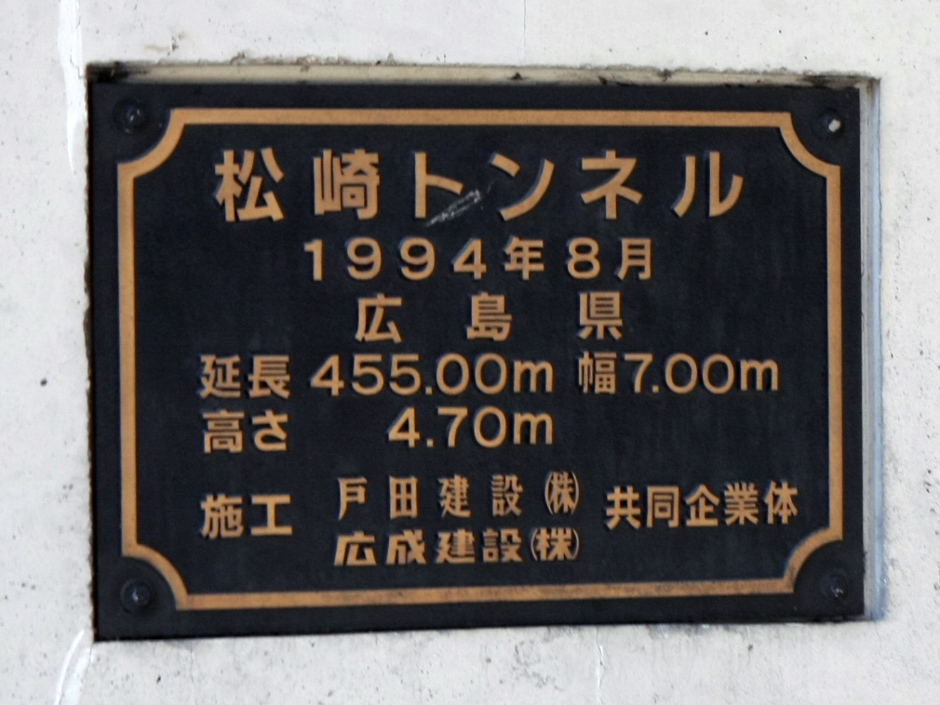 松崎トンネル
1994年8月
広島県
延長 455.00m 幅7.00m
高さ 4.70m
施工 戸田建設㈱ 共同企業体
広成建設㈱